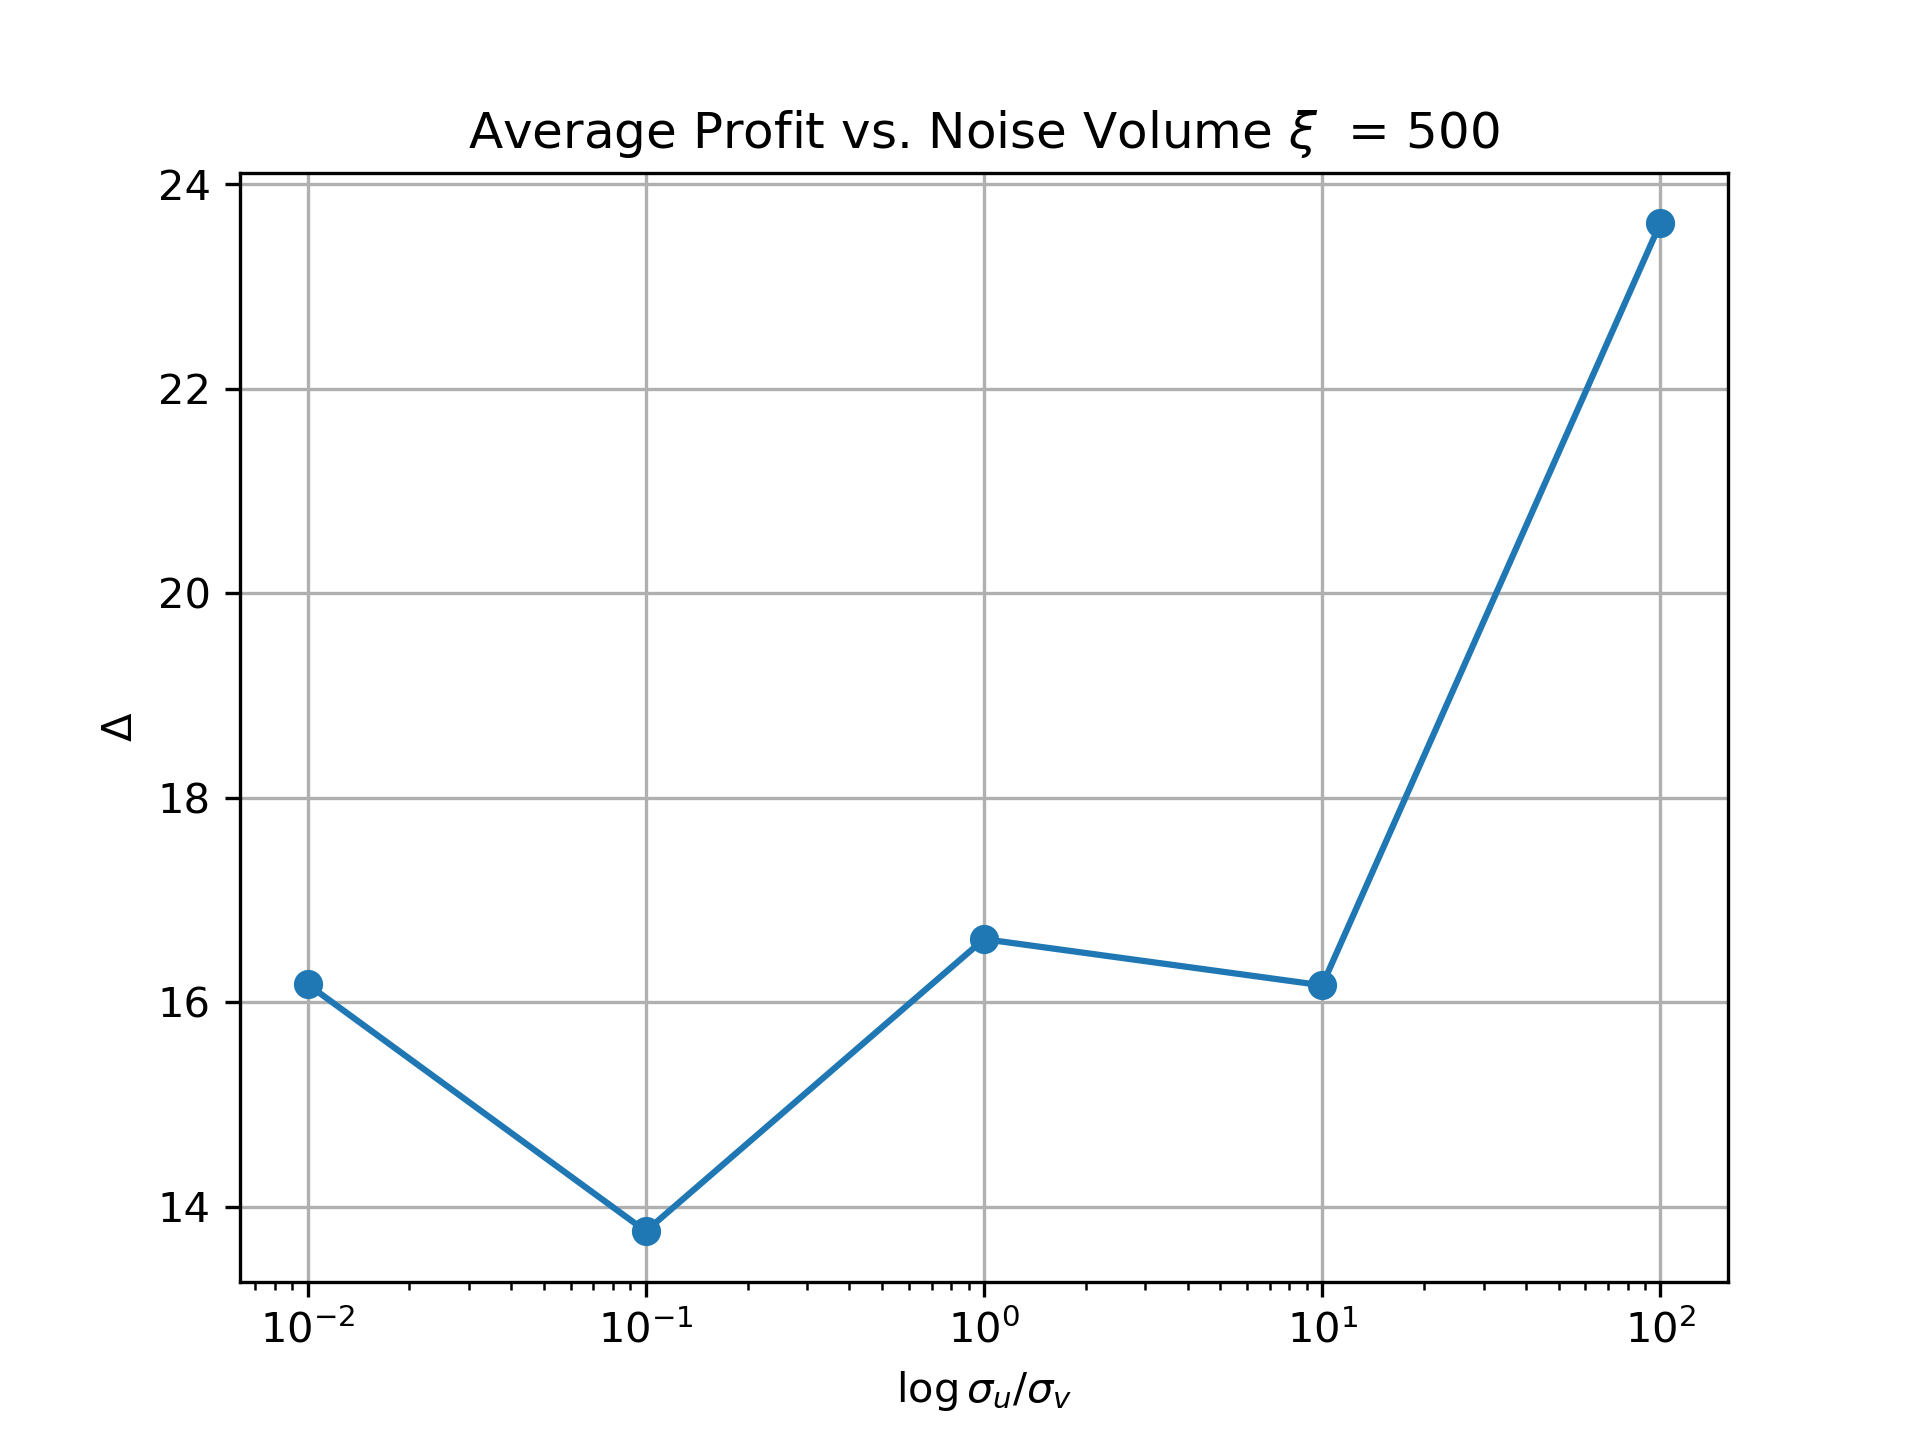 Average Profit vs. Noise Volume ξ = 500
24
22
20
18
16
14
Δ
10⁻² 10⁻¹ 10⁰ 10¹ 10²
log σᵤ/σᵥ